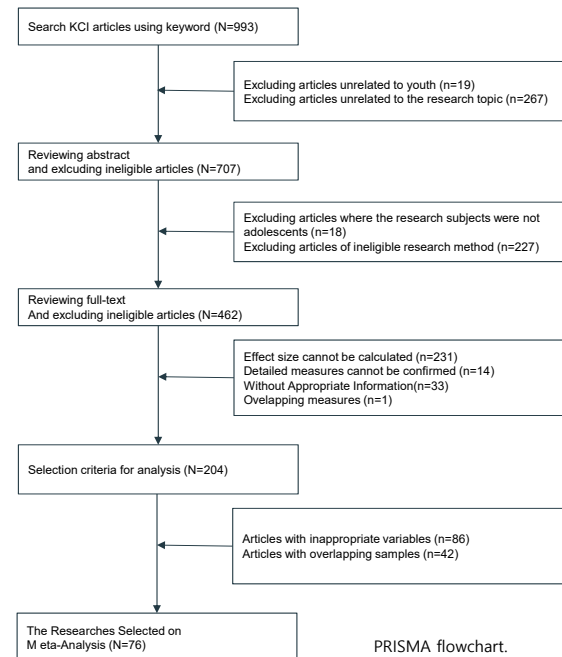 Search KCI articles using keyword (N=993)
Excluding articles unrelated to youth (n=19)
Excluding articles unrelated to the research topic (n=267)
Reviewing abstract
and exlcuding ineligible articles (N=707)
Excluding articles where the research subjects were not
adolescents (n=18)
Excluding articles of ineligible research method (n=227)
Reviewing full-text
And excluding ineligible articles (N=462)
Effect size cannot be calculated (n=231)
Detailed measures cannot be confirmed (n=14)
Without Appropriate Information(n=33)
Ovelapping measures (n=1)
Selection criteria for analysis (N=204)
Articles with inappropriate variables (n=86)
Articles with overlapping samples (n=42)
The Researches Selected on
M eta-Analysis (N=76)
PRISMA flowchart.